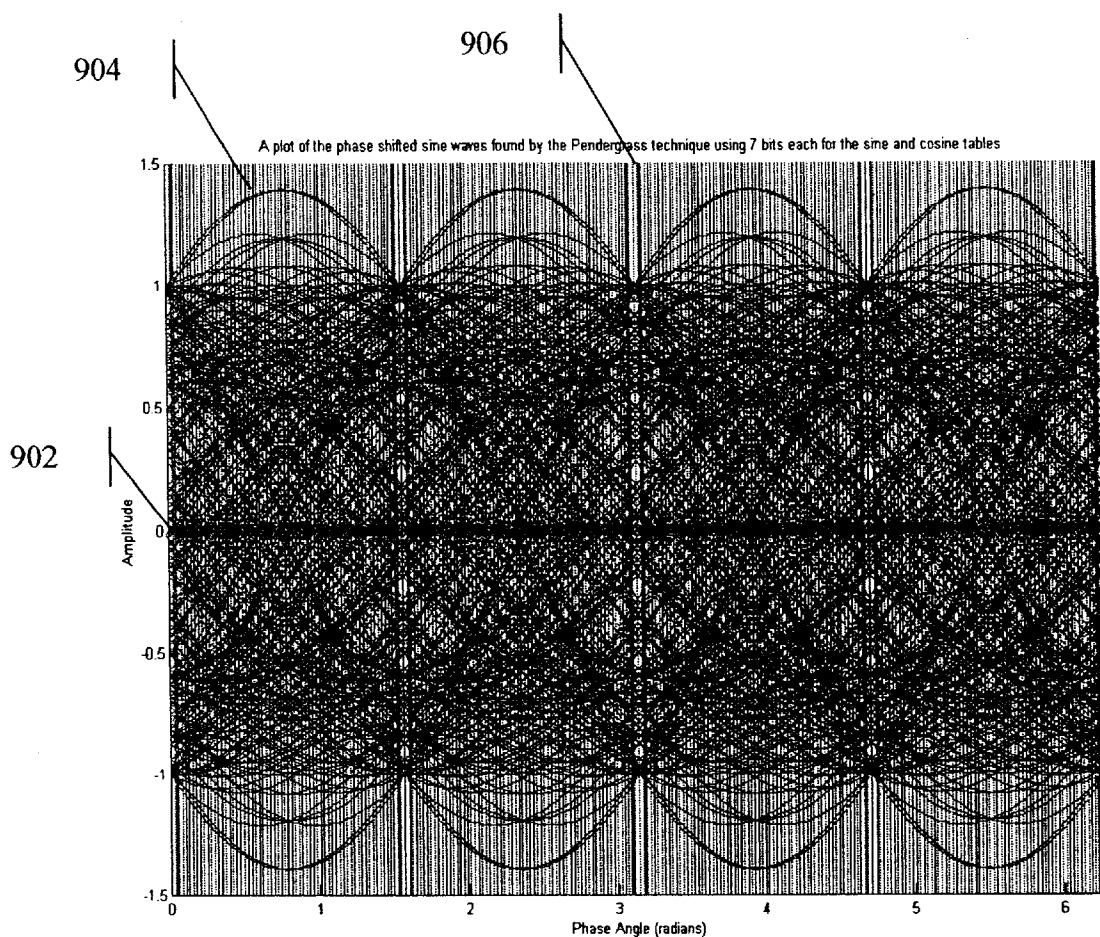 906
904
A plot of the phase shifted sine waves found by the Pendergrass technique using 7 bits each for the sine and cosine tables
1.5
1
0.5
902
Amplitude
0
-0.5
-1
-1.5
0 1 2 3 4 5 6
Phase Angle (radians)